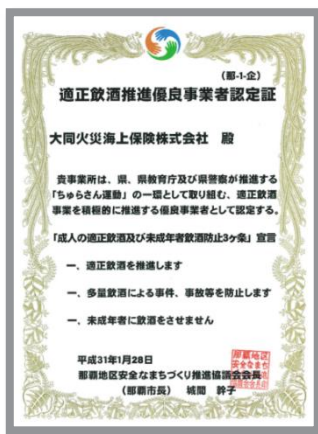 (那-1-企)
適正飲酒推進優良事業者認定証
大同火災海上保険株式会社 殿
貴事業所は、県、県教育庁及び県警察が推進する
「ちゅらさん運動」の一環として取り組む、適正飲酒
事業を積極的に推進する優良事業者として認定する。
「成人の適正飲酒及び未成年者飲酒防止3ヶ条」宣言
一、適正飲酒を推進します
一、多量飲酒による事件、事故等を防止します
一、未成年者に飲酒をさせません
平成31年1月28日
那覇地区安全なまちづくり推進協議会会長
(那覇市長) 城間 幹子
那覇地区
安全なまち